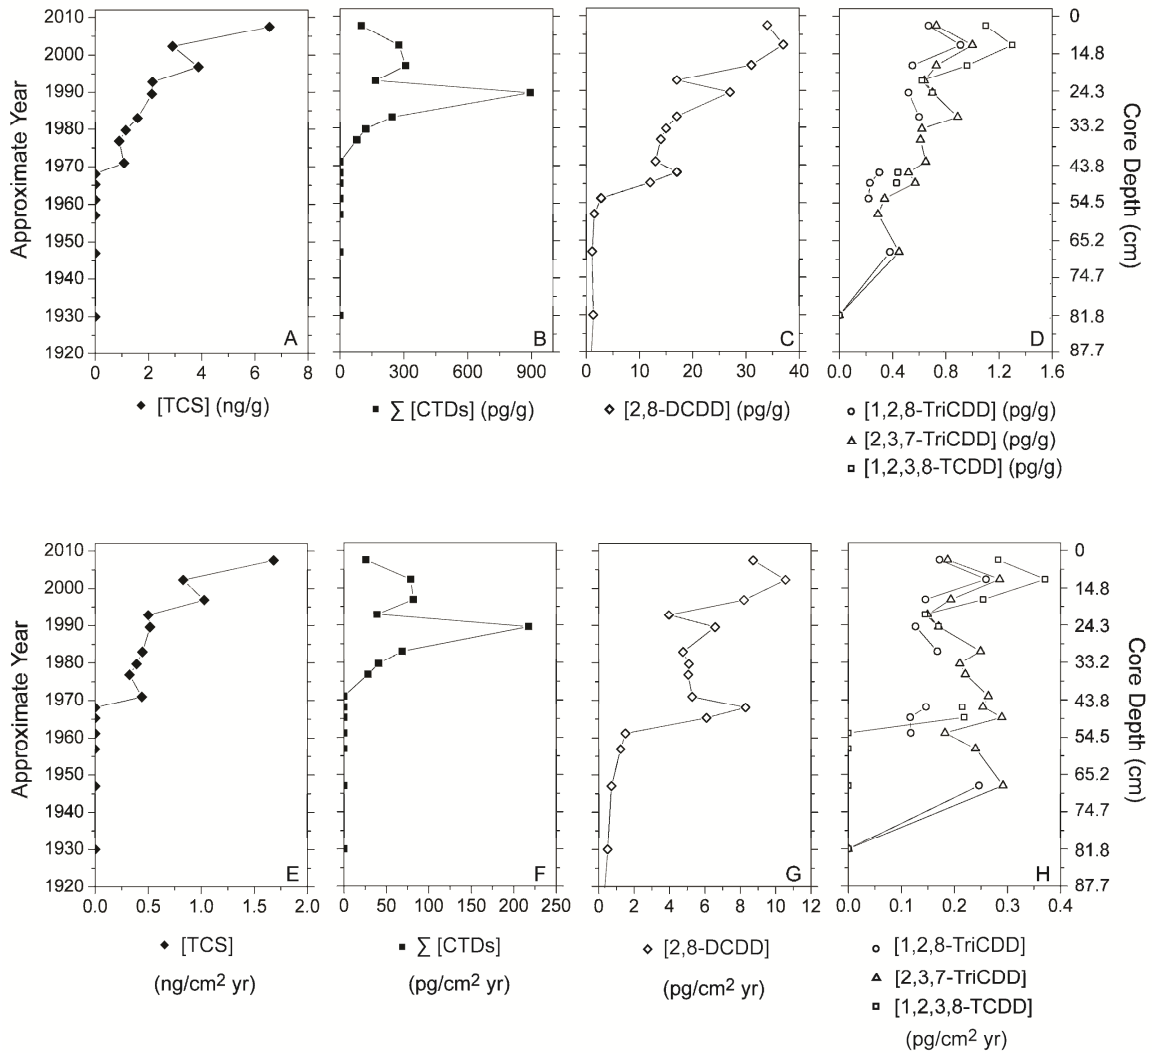 2010
2000
1990
1980
1970
1960
1950
1940
1930
1920
Approximate Year
A
0 2 4 6 8
[TCS] (ng/g)
B
0 300 600 900
∑ [CTDs] (pg/g)
C
0 10 20 30 40
[2,8-DCDD] (pg/g)
D
0.0 0.4 0.8 1.2 1.6
[1,2,8-TriCDD] (pg/g)
[2,3,7-TriCDD] (pg/g)
[1,2,3,8-TCDD] (pg/g)
0
14.8
24.3
33.2
43.8
54.5
65.2
74.7
81.8
87.7
Core Depth (cm)
2010
2000
1990
1980
1970
1960
1950
1940
1930
1920
Approximate Year
E
0.0 0.5 1.0 1.5 2.0
[TCS]
(ng/cm² yr)
F
0 50 100 150 200 250
∑ [CTDs]
(pg/cm² yr)
G
0 2 4 6 8 10 12
[2,8-DCDD]
(pg/cm² yr)
H
0.0 0.1 0.2 0.3 0.4
[1,2,8-TriCDD]
[2,3,7-TriCDD]
[1,2,3,8-TCDD]
(pg/cm² yr)
0
14.8
24.3
33.2
43.8
54.5
65.2
74.7
81.8
87.7
Core Depth (cm)